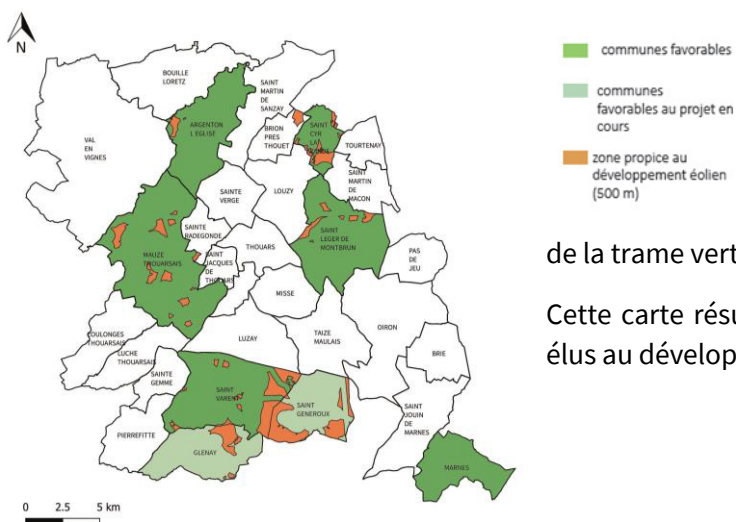 N
BOUILLE
LORETZ
SAINT
MARTIN
DE
SANZAY
ARGENTON
L EGLISE
BRION
PRES
THOUET
SAINT
CYR
LA
TOURTENAY
VAL
EN
VIGNES
SAINT
MARTIN
DE
MACON
SAINTE
VERGE
LOUZY
SAINTE
RADEGONDE
SAINT
LEGER DE
MONTBRUN
THOUARS
PAS
DE
JEU
MAUZE
THOUARSAIS
SAINT
JACQUES
DE
THOUARS
MISSE
OIRON
COULONGES
THOUARSAIS
LUZAY
TAIZE
MAULAIS
BRIE
LUCHE
THOUARSAIS
SAINTE
GEMME
SAINT
VARENT
SAINT
GENEROUX
SAINT
JOUIN
DE
MARNES
PIERREFITTE
GLENAY
MARNES
0 2.5 5 km
communes favorables
communes
favorables au projet en
cours
zone propice au
développement éolien
(500 m)
de la trame vert
Cette carte résu
élus au dévelop